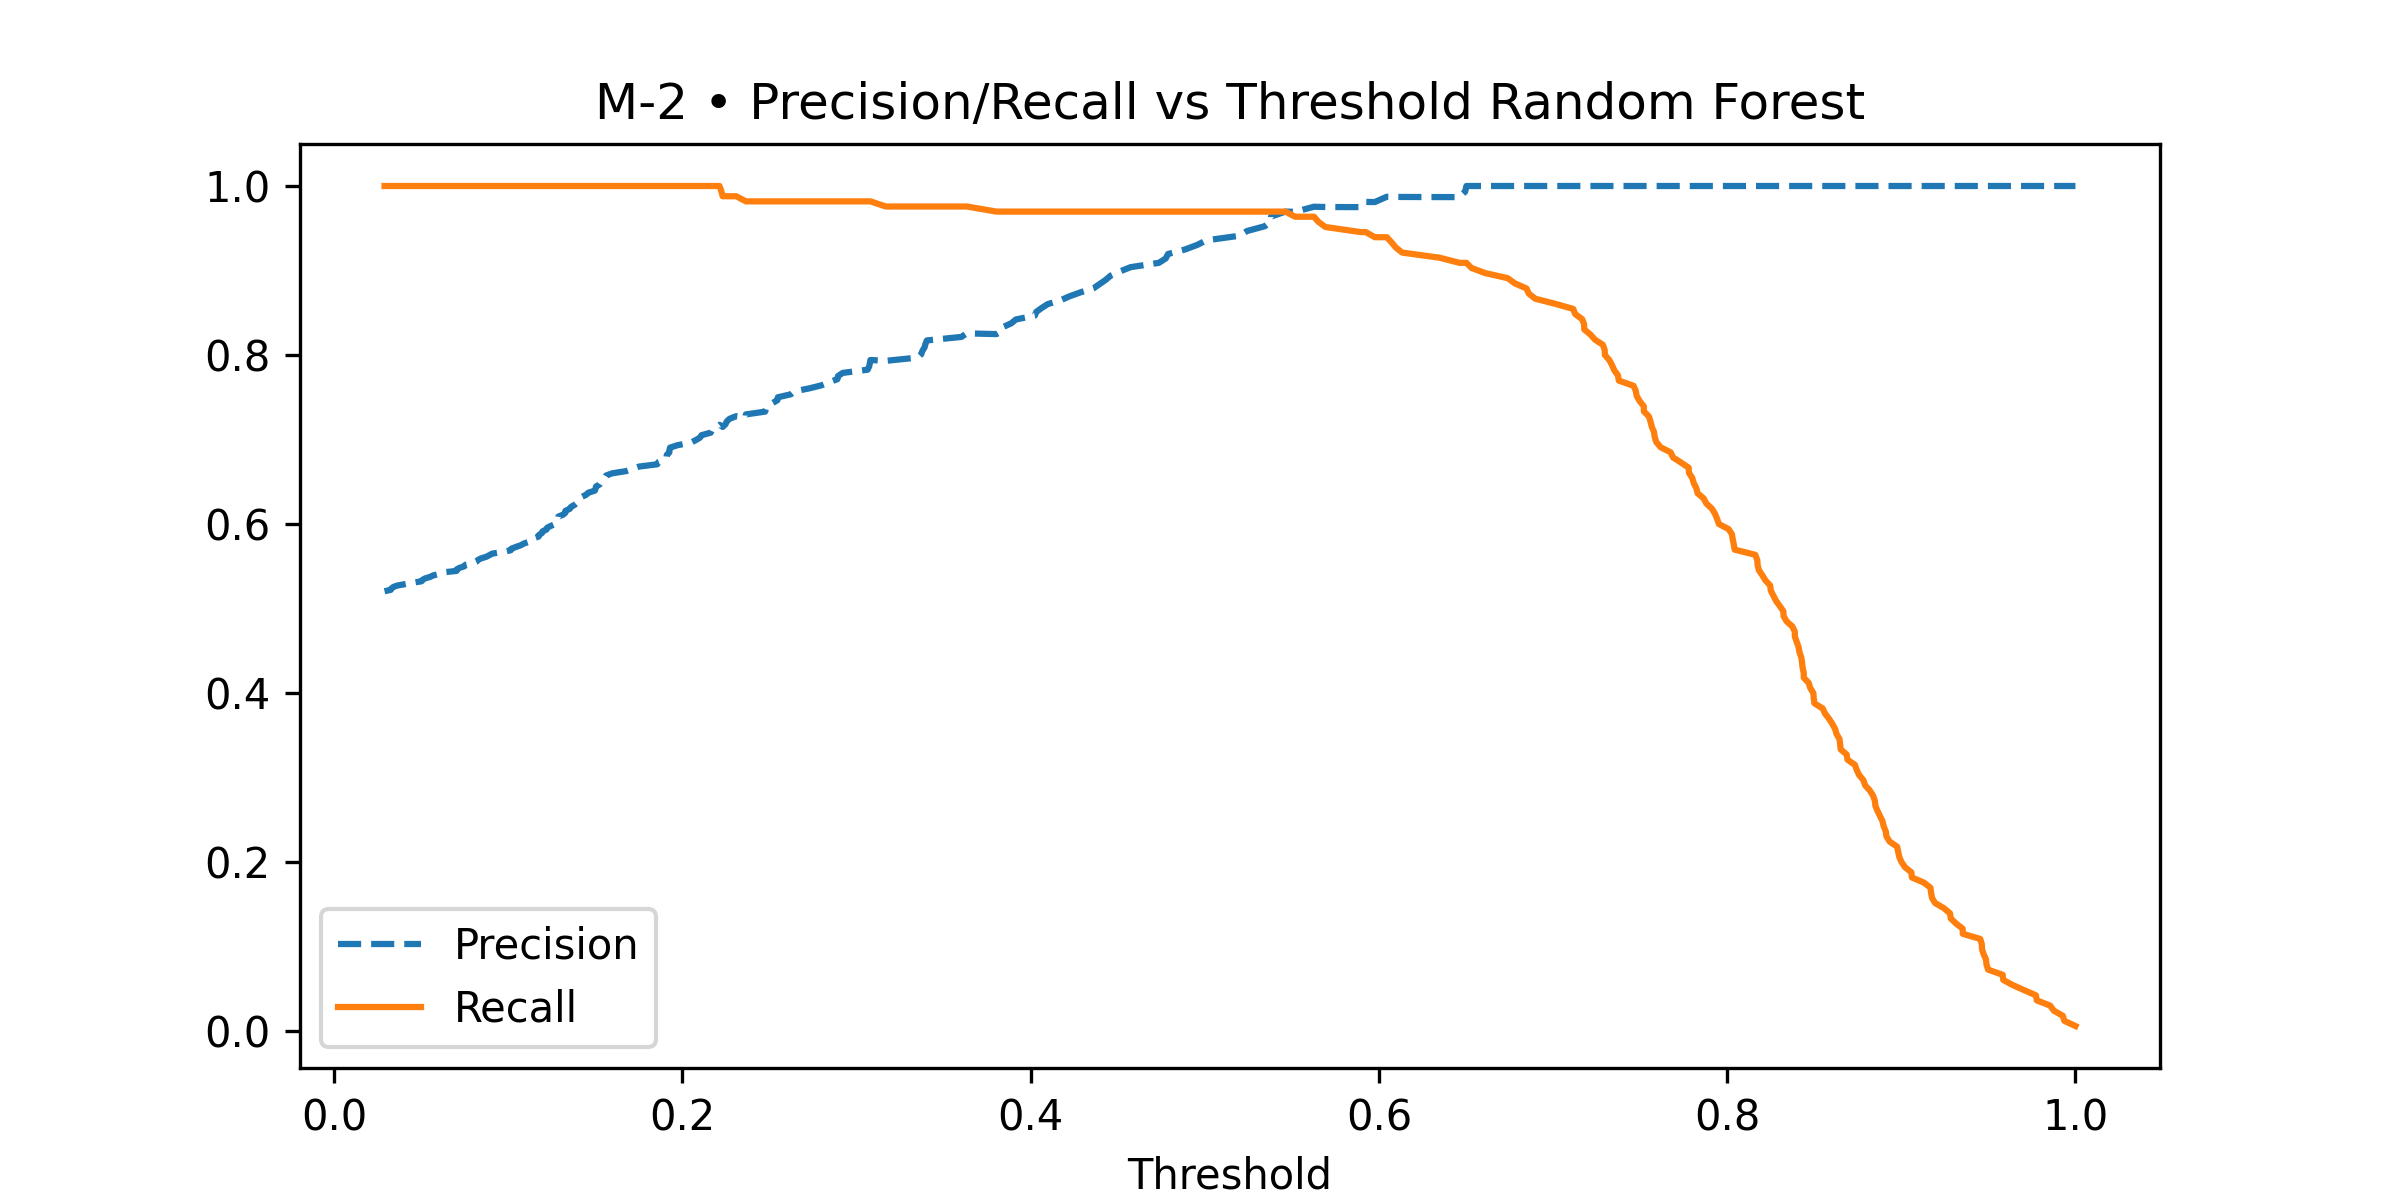 M-2 • Precision/Recall vs Threshold Random Forest
1.0
0.8
0.6
0.4
0.2
0.0
Precision
Recall
0.0 0.2 0.4 0.6 0.8 1.0
Threshold